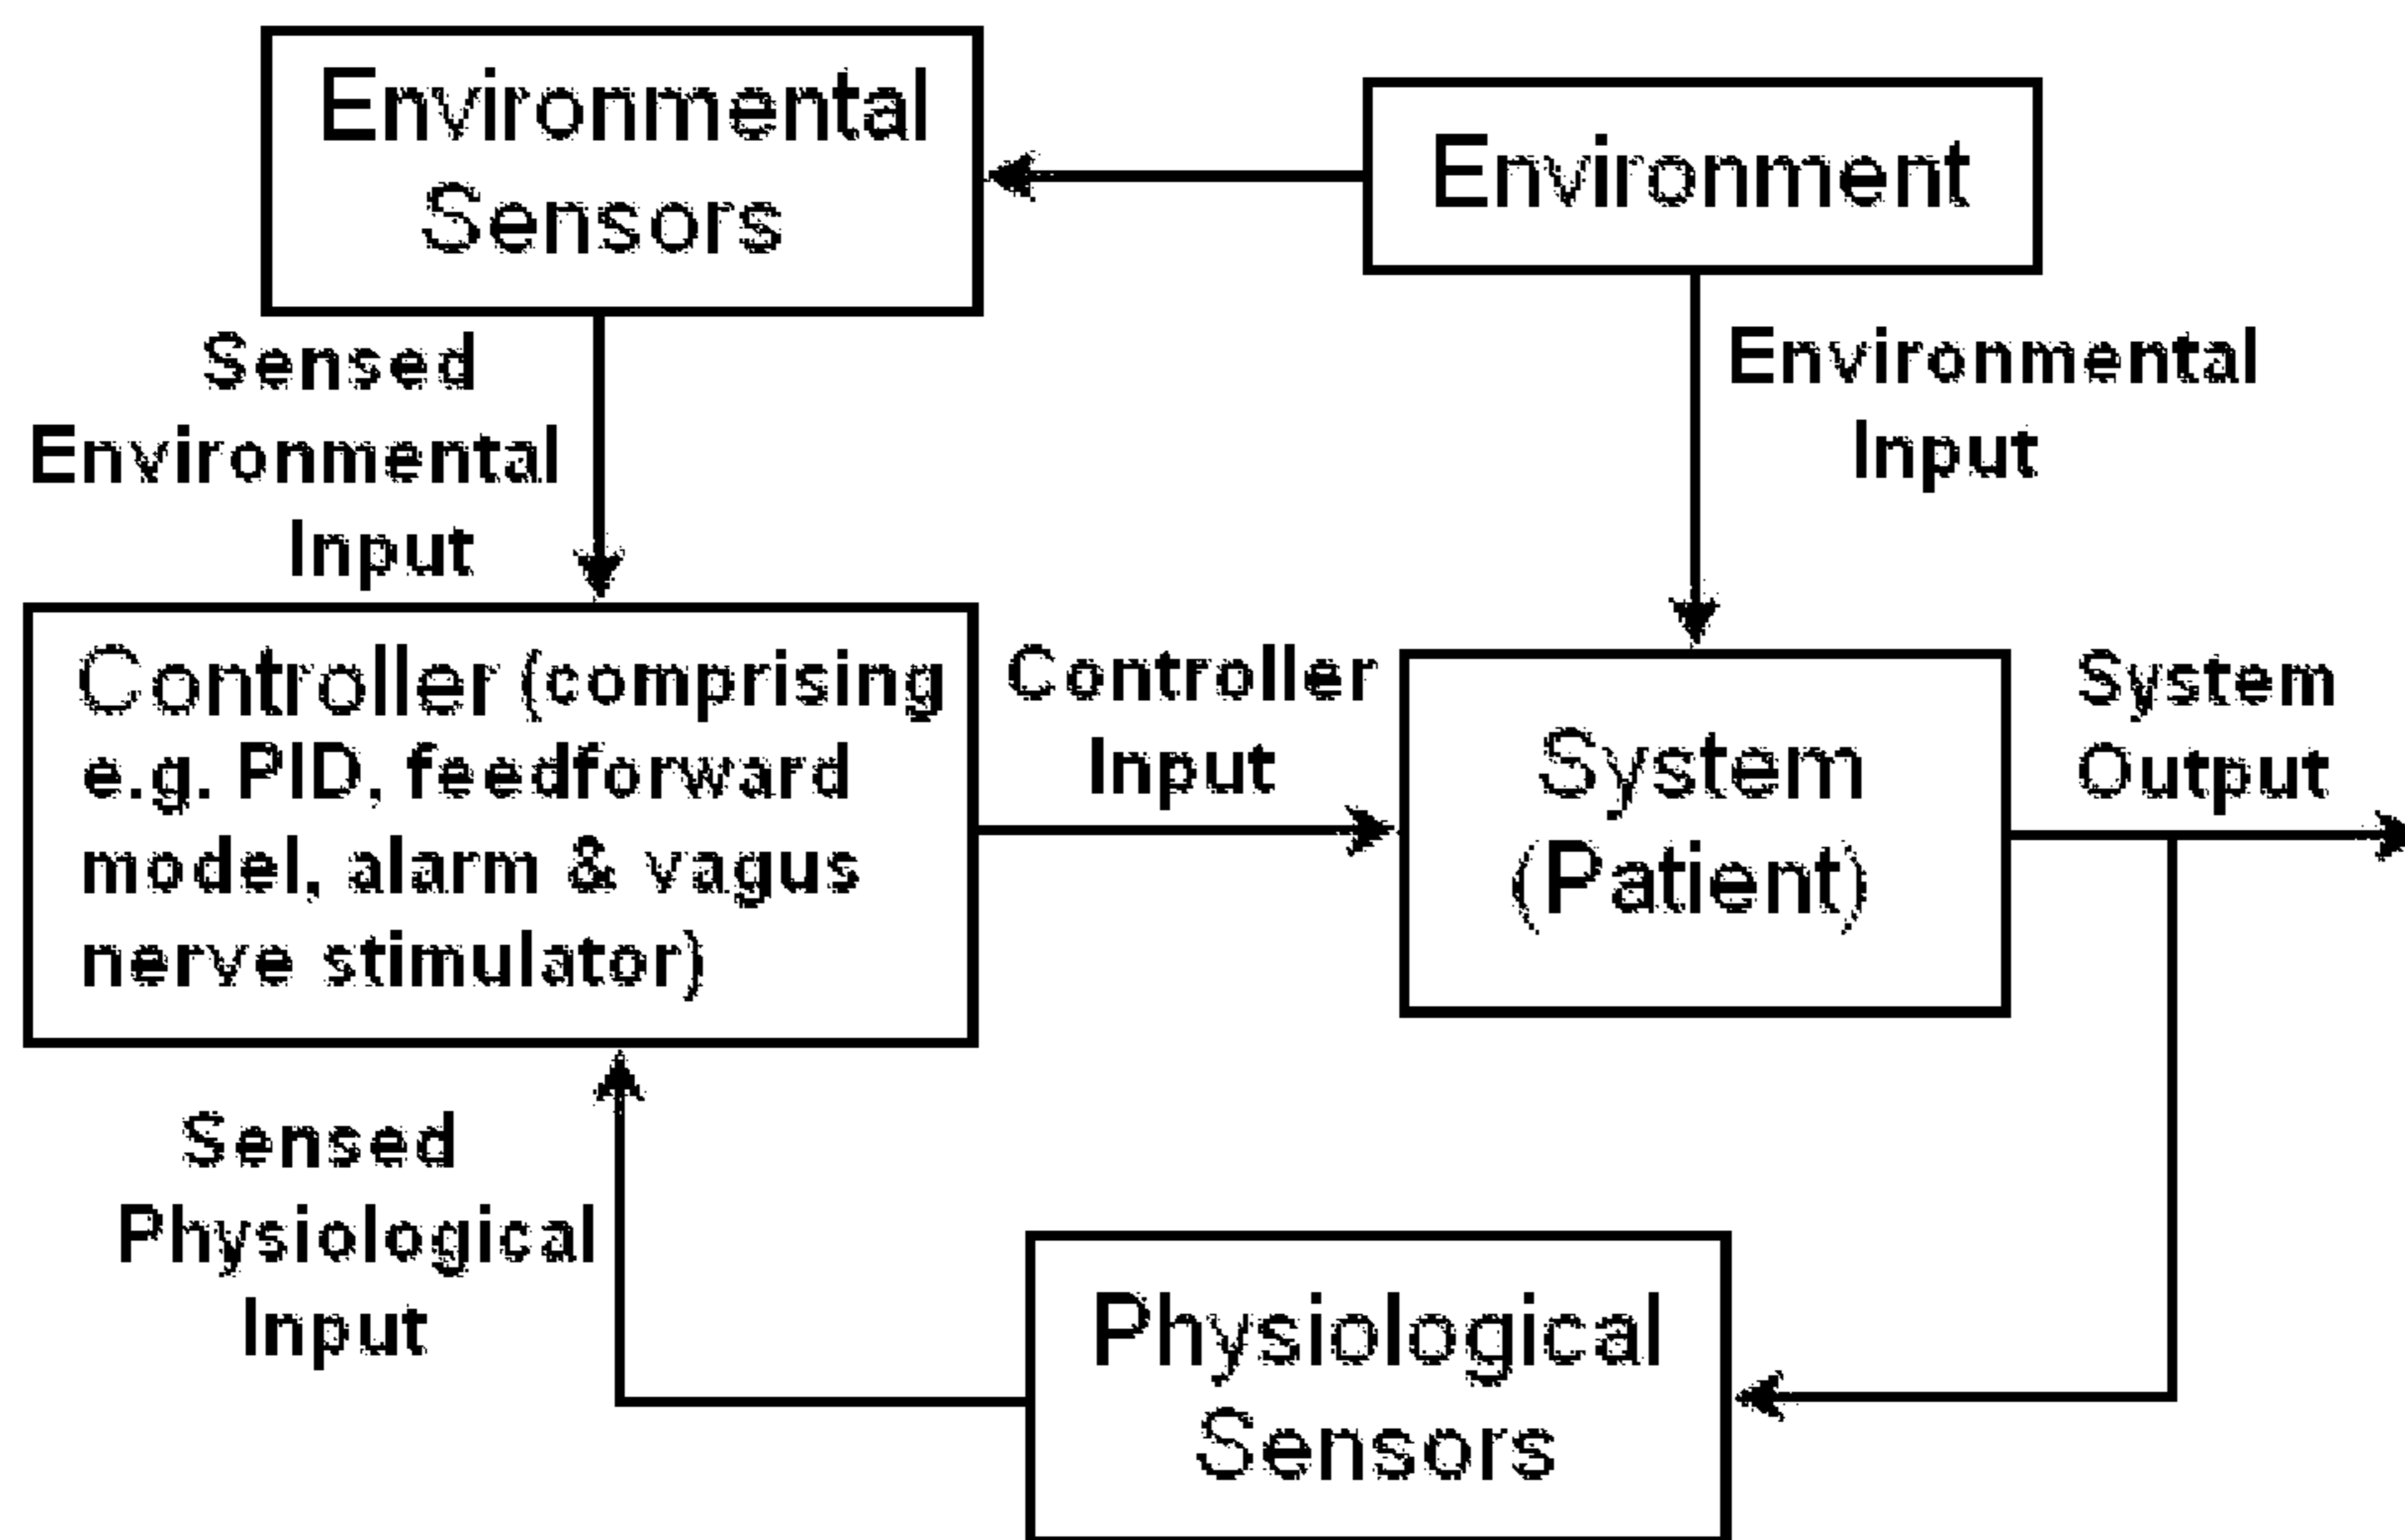 Environmental
Sensors
Environment
Sensed
Environmental
Input
Environmental
Input
Controller (comprising
e.g. PID, feedforward
model, alarm & vagus
nerve stimulator)
Controller
Input
System
(Patient)
System
Output
Sensed
Physiological
Input
Physiological
Sensors